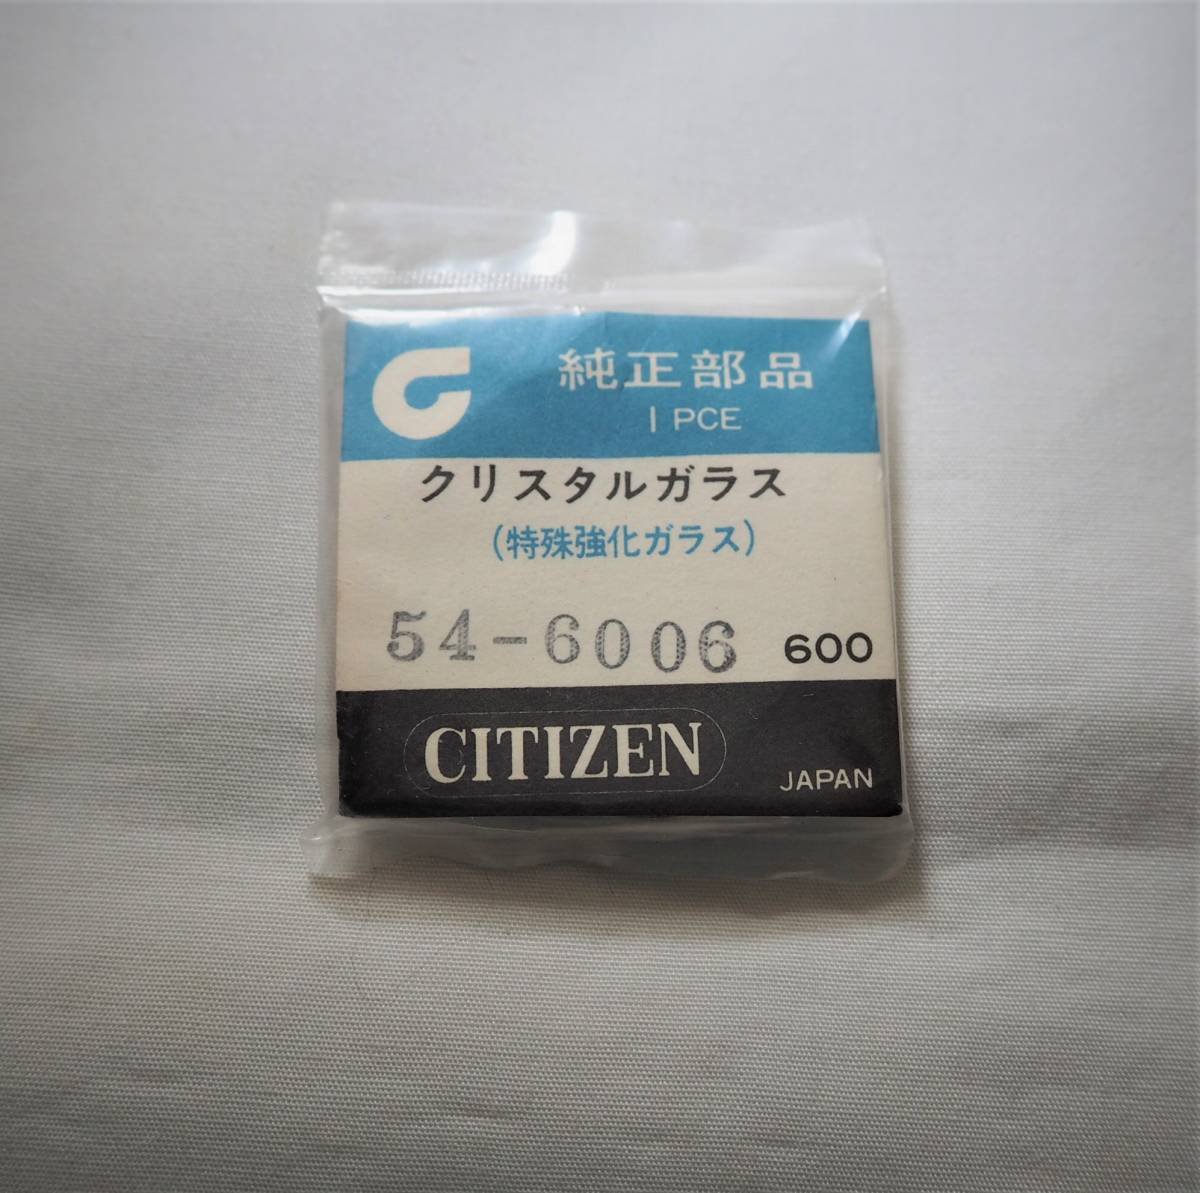 純正部品
1 PCE
クリスタルガラス
(特殊強化ガラス)
54-6006 600
CITIZEN
JAPAN